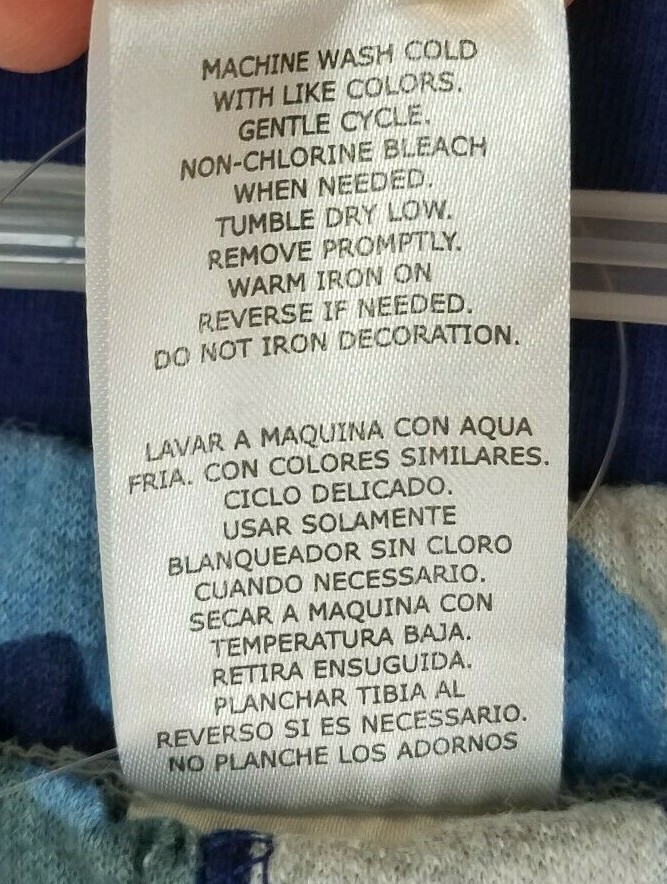 MACHINE WASH COLD
WITH LIKE COLORS.
GENTLE CYCLE.
NON-CHLORINE BLEACH
WHEN NEEDED.
TUMBLE DRY LOW.
REMOVE PROMPTLY.
WARM IRON ON
REVERSE IF NEEDED.
DO NOT IRON DECORATION.
LAVAR A MAQUINA CON AQUA
FRIA. CON COLORES SIMILARES.
CICLO DELICADO.
USAR SOLAMENTE
BLANQUEADOR SIN CLORO
CUANDO NECESSARIO.
SECAR A MAQUINA CON
TEMPERATURA BAJA.
RETIRA ENSUGUIDA.
PLANCHAR TIBIA AL
REVERSO SI ES NECESSARIO.
NO PLANCHE LOS ADORNOS